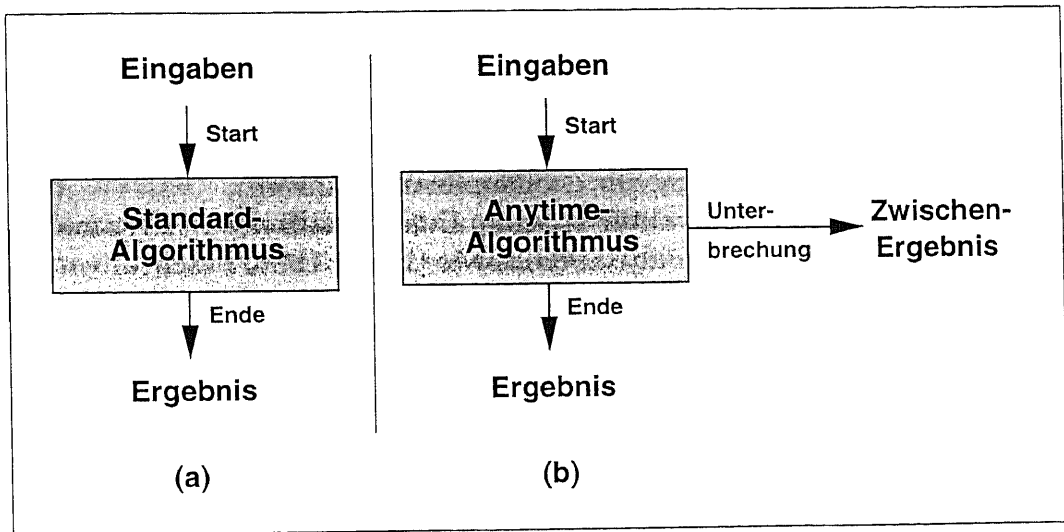 Eingaben
Start
Standard-
Algorithmus
Ende
Ergebnis
(a)
Eingaben
Start
Anytime-
Algorithmus
Unter-
brechung
Zwischen-
Ergebnis
Ende
Ergebnis
(b)